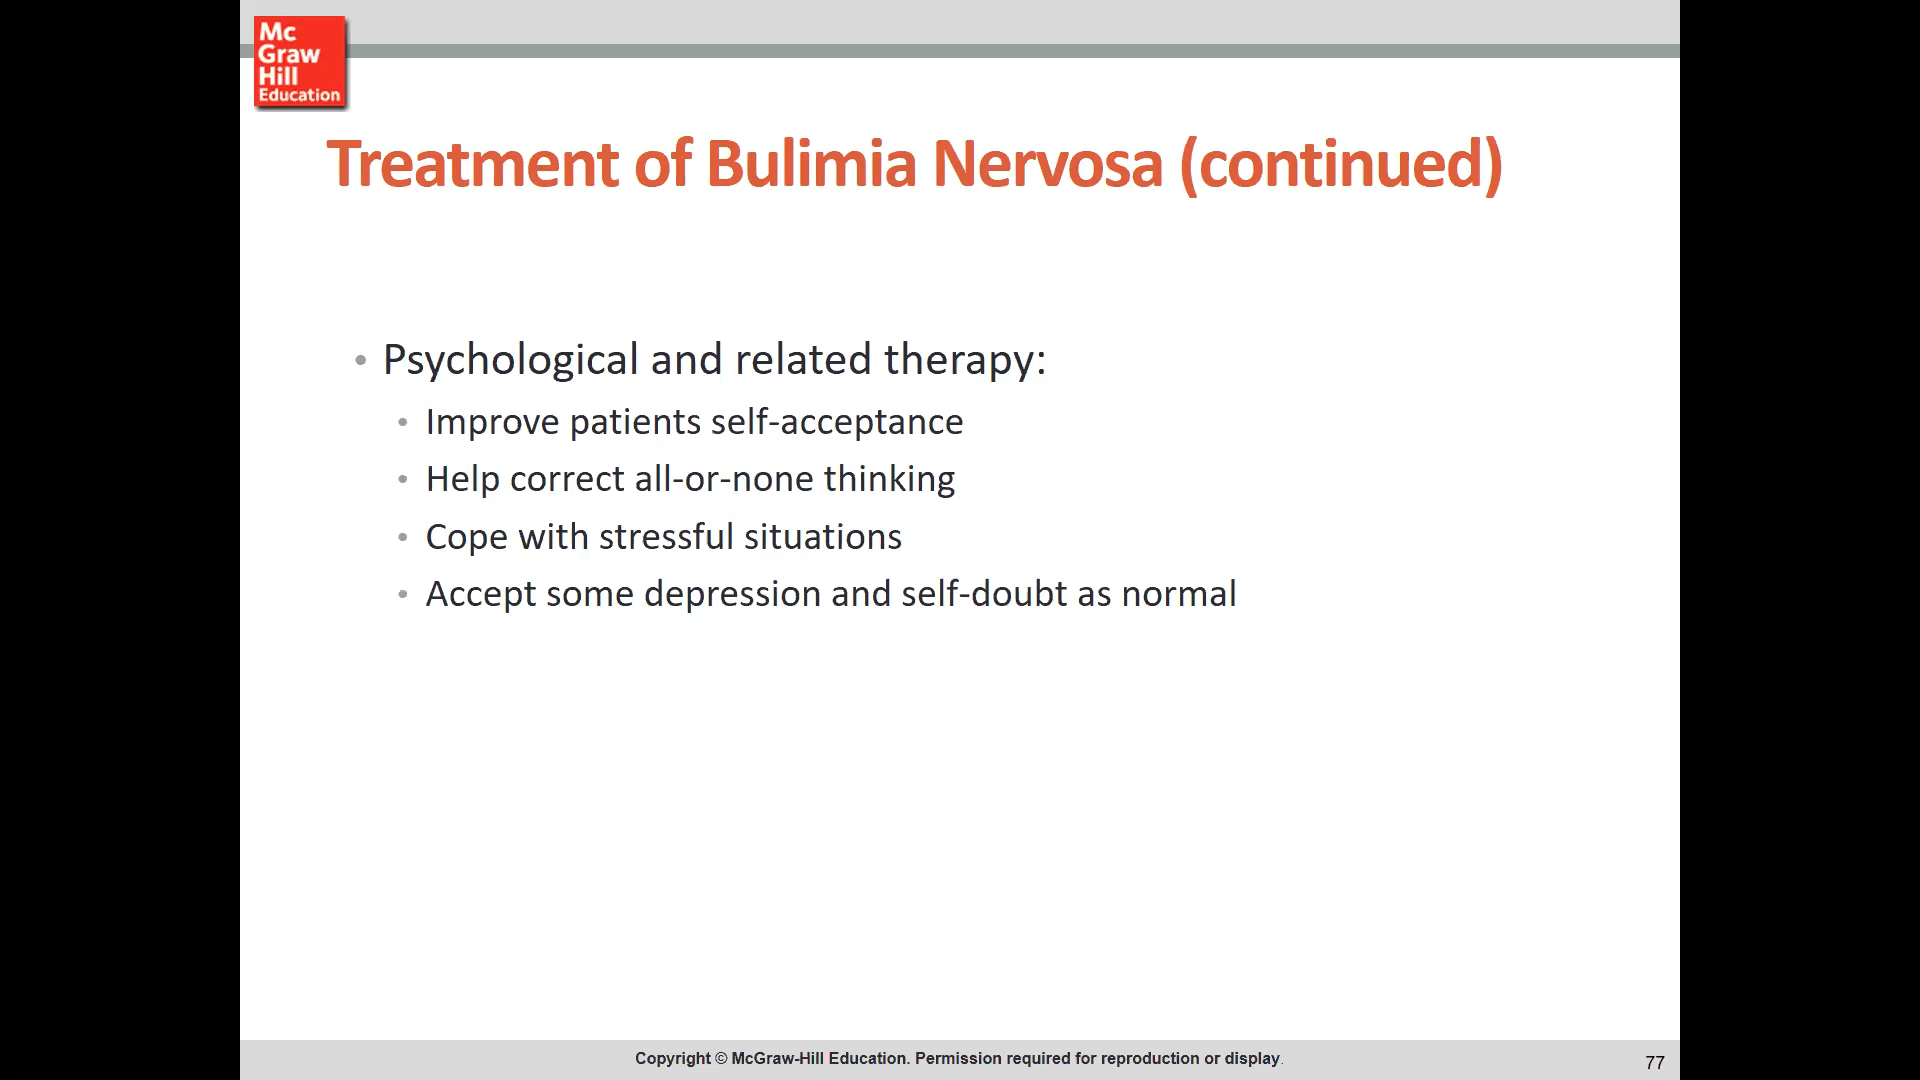 Mc
Graw
Hill
Education
Treatment of Bulimia Nervosa (continued)
• Psychological and related therapy:
• Improve patients self-acceptance
• Help correct all-or-none thinking
• Cope with stressful situations
• Accept some depression and self-doubt as normal
Copyright © McGraw-Hill Education. Permission required for reproduction or display.
77